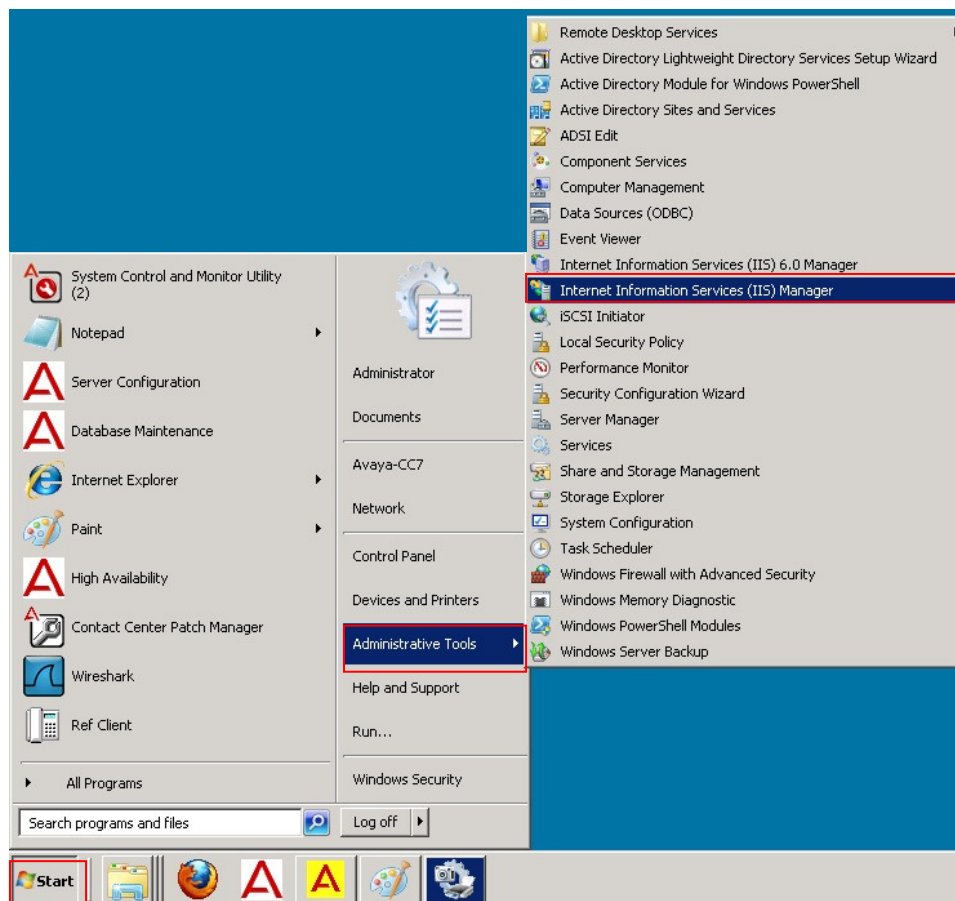 Remote Desktop Services
Active Directory Lightweight Directory Services Setup Wizard
Active Directory Module for Windows PowerShell
Active Directory Sites and Services
ADSI Edit
Component Services
Computer Management
Data Sources (ODBC)
Event Viewer
Internet Information Services (IIS) 6.0 Manager
Internet Information Services (IIS) Manager
iSCSI Initiator
Local Security Policy
Performance Monitor
Security Configuration Wizard
Server Manager
Services
Share and Storage Management
Storage Explorer
System Configuration
Task Scheduler
Windows Firewall with Advanced Security
Windows Memory Diagnostic
Windows PowerShell Modules
Windows Server Backup
System Control and Monitor Utility
(2)
Notepad
Server Configuration
Database Maintenance
Internet Explorer
Paint
High Availability
Contact Center Patch Manager
Wireshark
Ref Client
All Programs
Search programs and files
Administrator
Documents
Avaya-CC7
Network
Control Panel
Devices and Printers
Administrative Tools
Help and Support
Run...
Windows Security
Log off
Start